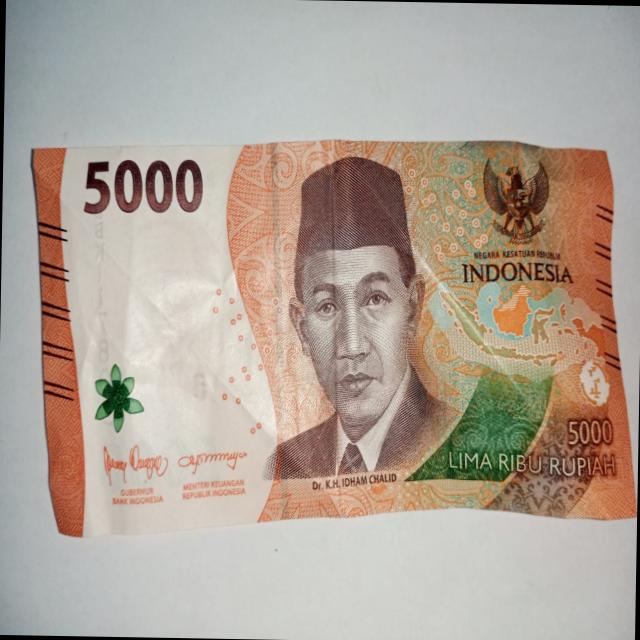 5000
NEGARA KESATUAN REPUBLIK
INDONESIA
5000
LIMA RIBU RUPIAH
Dr. K.H. IDHAM CHALID
GUBERNUR
BANK INDONESIA
MENTERI KEUANGAN
REPUBLIK INDONESIA